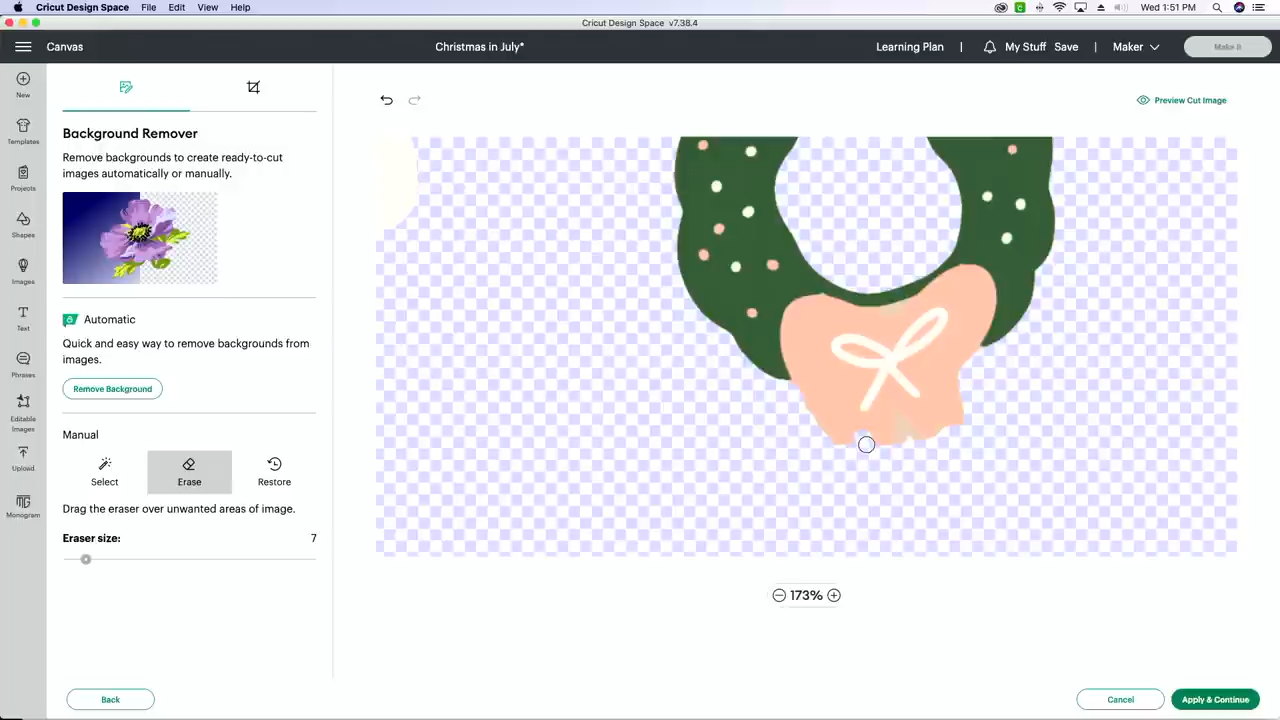 Cricut Design Space File Edit View Help
Wed 1:51 PM
Cricut Design Space v7.38.4
Canvas
Christmas in July*
Learning Plan | My Stuff Save | Maker Make It
New
Templates
Projects
Shapes
Images
Text
Phrases
Editable
Images
Upload
Monogram
Background Remover
Remove backgrounds to create ready-to-cut
images automatically or manually.
Automatic
Quick and easy way to remove backgrounds from
images.
Remove Background
Manual
Select Erase Restore
Drag the eraser over unwanted areas of image.
Eraser size: 7
Back
Preview Cut Image
173%
Cancel Apply & Continue